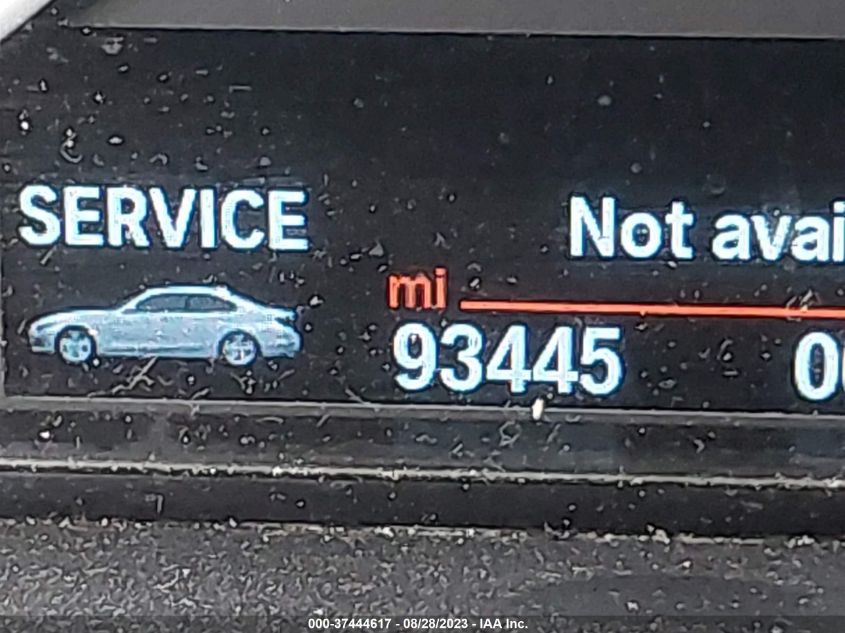 SERVICE
Not avai
mi
93445
000-37444617 - 08/28/2023 - IAA Inc.